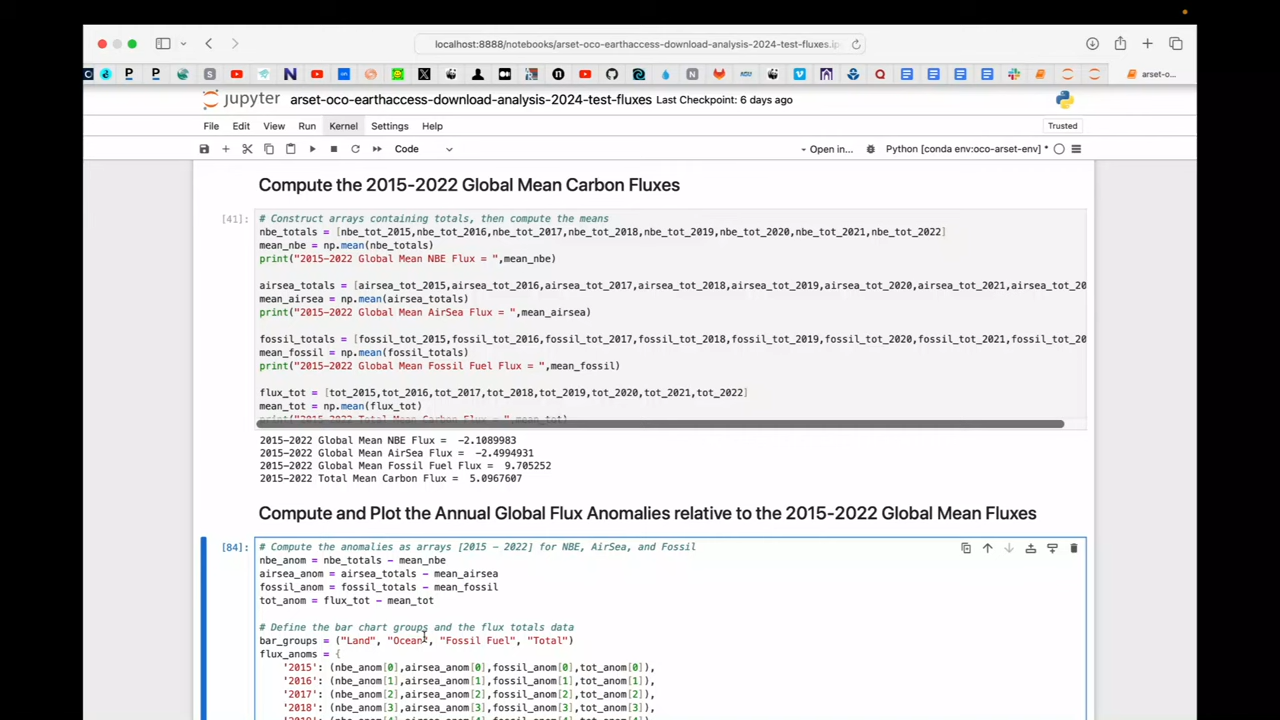 localhost:8888/notebooks/arset-oco-earthaccess-download-analysis-2024-test-fluxes.ip
arset-o...
jupyter arset-oco-earthaccess-download-analysis-2024-test-fluxes Last Checkpoint: 6 days ago
File Edit View Run Kernel Settings Help
Trusted
Code
Open in...
Python [conda env:oco-arset-env] *
Compute the 2015-2022 Global Mean Carbon Fluxes
[41]:
# Construct arrays containing totals, then compute the means
nbe_totals = [nbe_tot_2015,nbe_tot_2016,nbe_tot_2017,nbe_tot_2018,nbe_tot_2019,nbe_tot_2020,nbe_tot_2021,nbe_tot_2022]
mean_nbe = np.mean(nbe_totals)
print("2015-2022 Global Mean NBE Flux = ",mean_nbe)
airsea_totals = [airsea_tot_2015,airsea_tot_2016,airsea_tot_2017,airsea_tot_2018,airsea_tot_2019,airsea_tot_2020,airsea_tot_2021,airsea_tot_20
mean_airsea = np.mean(airsea_totals)
print("2015-2022 Global Mean AirSea Flux = ",mean_airsea)
fossil_totals = [fossil_tot_2015,fossil_tot_2016,fossil_tot_2017,fossil_tot_2018,fossil_tot_2019,fossil_tot_2020,fossil_tot_2021,fossil_tot_20
mean_fossil = np.mean(fossil_totals)
print("2015-2022 Global Mean Fossil Fuel Flux = ",mean_fossil)
flux_tot = [tot_2015,tot_2016,tot_2017,tot_2018,tot_2019,tot_2020,tot_2021,tot_2022]
mean_tot = np.mean(flux_tot)
print("2015-2022 Total Mean Carbon Flux = ",mean_tot)
2015-2022 Global Mean NBE Flux =  -2.1089983
2015-2022 Global Mean AirSea Flux =  -2.4994931
2015-2022 Global Mean Fossil Fuel Flux =  9.705252
2015-2022 Total Mean Carbon Flux =  5.0967607
Compute and Plot the Annual Global Flux Anomalies relative to the 2015-2022 Global Mean Fluxes
[84]:
# Compute the anomalies as arrays [2015 - 2022] for NBE, AirSea, and Fossil
nbe_anom = nbe_totals - mean_nbe
airsea_anom = airsea_totals - mean_airsea
fossil_anom = fossil_totals - mean_fossil
tot_anom = flux_tot - mean_tot
# Define the bar chart groups and the flux totals data
bar_groups = ("Land", "Ocean", "Fossil Fuel", "Total")
flux_anoms = {
'2015': (nbe_anom[0],airsea_anom[0],fossil_anom[0],tot_anom[0]),
'2016': (nbe_anom[1],airsea_anom[1],fossil_anom[1],tot_anom[1]),
'2017': (nbe_anom[2],airsea_anom[2],fossil_anom[2],tot_anom[2]),
'2018': (nbe_anom[3],airsea_anom[3],fossil_anom[3],tot_anom[3]),